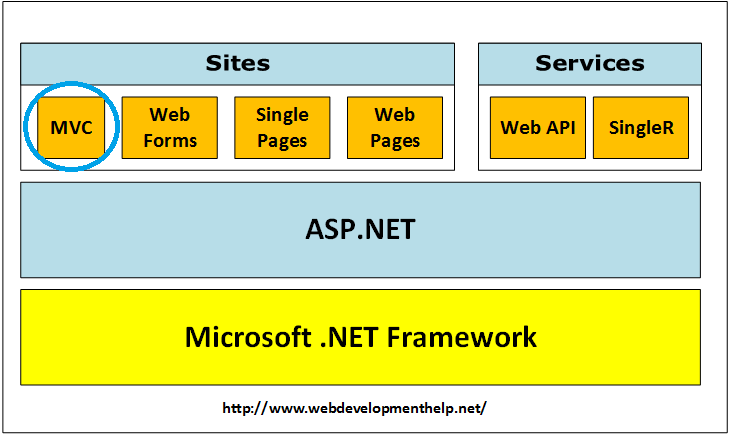 Sites
MVC
Web
Forms
Single
Pages
Web
Pages
Services
Web API
SingleR
ASP.NET
Microsoft .NET Framework
http://www.webdevelopmenthelp.net/